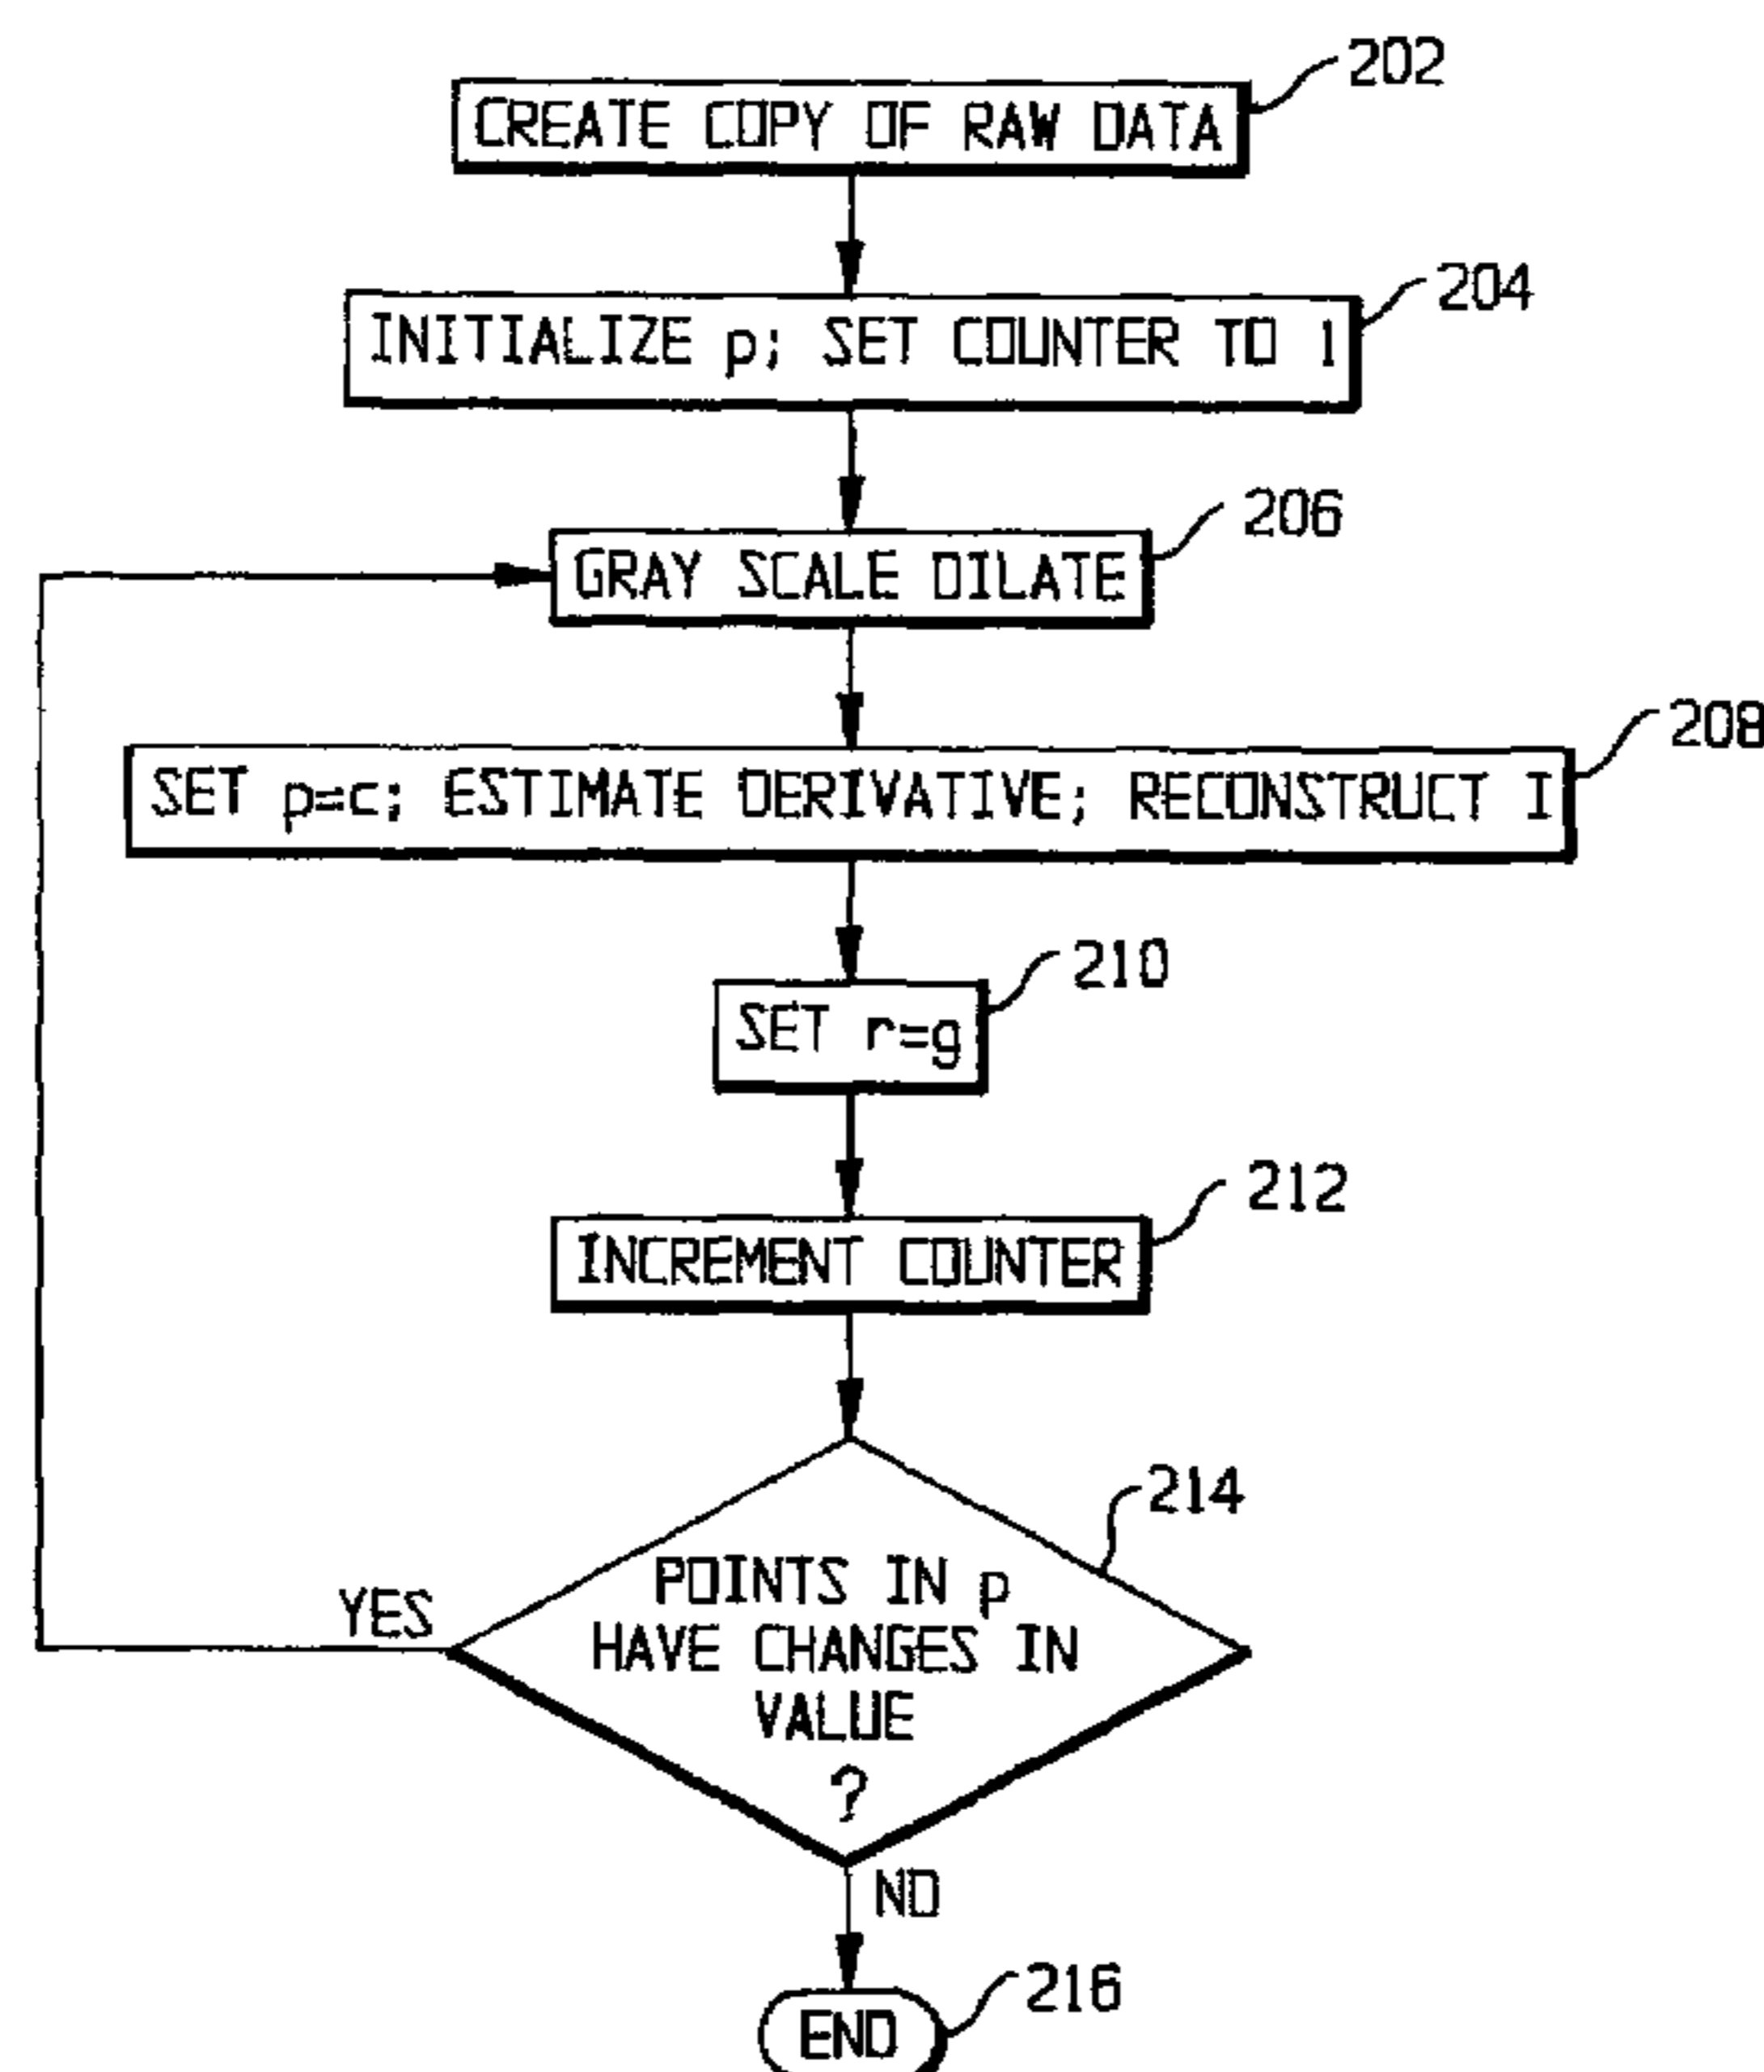 202
CREATE COPY OF RAW DATA
204
INITIALIZE p; SET COUNTER TO 1
206
GRAY SCALE DILATE
208
SET p=c; ESTIMATE DERIVATIVE; RECONSTRUCT I
210
SET r=g
212
INCREMENT COUNTER
214
POINTS IN p
HAVE CHANGES IN
VALUE
?
YES
NO
216
END